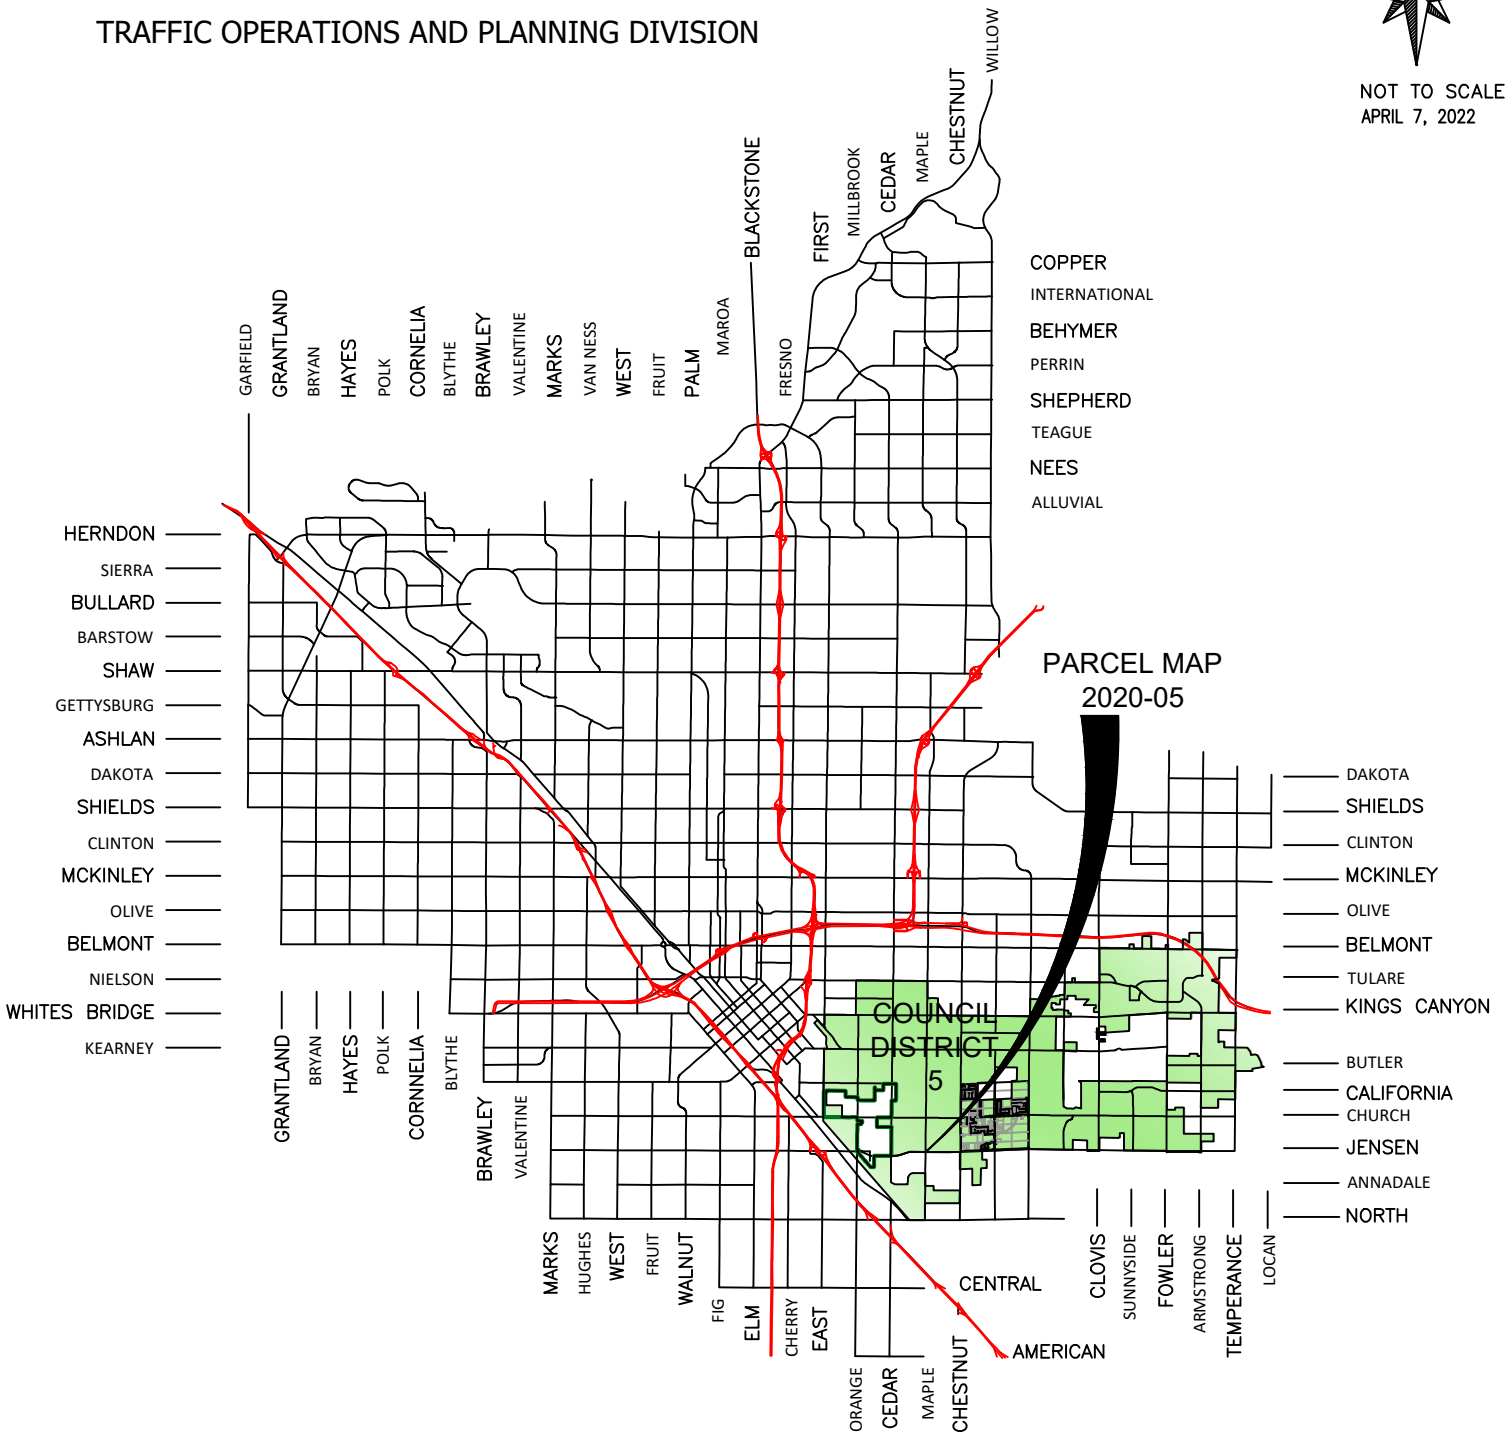 TRAFFIC OPERATIONS AND PLANNING DIVISION
NOT TO SCALE
APRIL 7, 2022
WILLOW
CHESTNUT
MAPLE
CEDAR
MILLBROOK
FIRST
BLACKSTONE
FRESNO
MAROA
PALM
FRUIT
WEST
VAN NESS
MARKS
VALENTINE
BRAWLEY
BLYTHE
CORNELIA
POLK
HAYES
BRYAN
GRANTLAND
GARFIELD
COPPER
INTERNATIONAL
BEHYMER
PERRIN
SHEPHERD
TEAGUE
NEES
ALLUVIAL
HERNDON
SIERRA
BULLARD
BARSTOW
SHAW
GETTYSBURG
ASHLAN
DAKOTA
SHIELDS
CLINTON
MCKINLEY
OLIVE
BELMONT
NIELSON
WHITES BRIDGE
KEARNEY
PARCEL MAP
2020-05
DAKOTA
SHIELDS
CLINTON
MCKINLEY
OLIVE
BELMONT
TULARE
KINGS CANYON
BUTLER
CALIFORNIA
CHURCH
JENSEN
ANNADALE
NORTH
COUNCIL
DISTRICT
5
GRANTLAND
BRYAN
HAYES
POLK
CORNNELIA
BLYTHE
BRAWLEY
VALENTINE
MARKS
HUGHES
WEST
FRUIT
WALNUT
FIG
ELM
CHERRY
EAST
ORANGE
CEDAR
MAPLE
CHESTNUT
CENTRAL
AMERICAN
CLOVIS
SUNNYSIDE
FOWLER
ARMSTRONG
TEMPERANCE
LOCAN